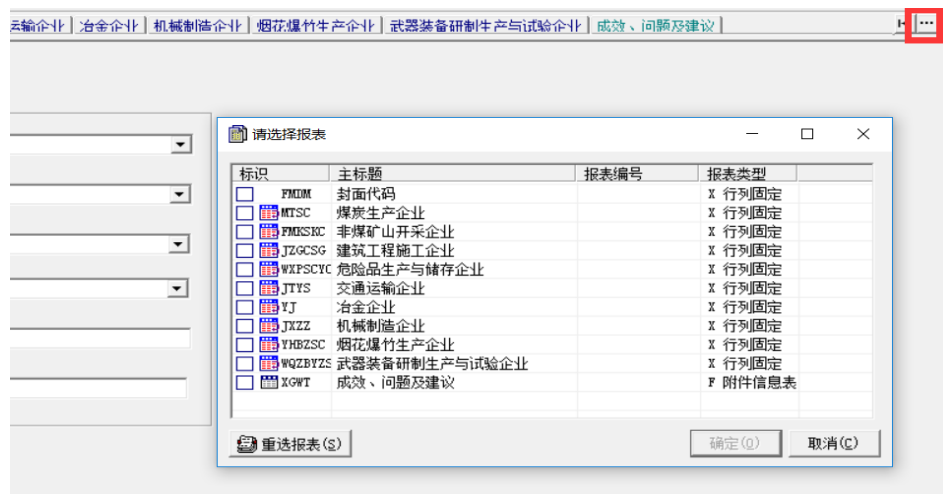 运输企业 冶金企业 机械制造企业 烟花爆竹生产企业 武器装备研制生产与试验企业 成效、问题及建议 ...
请选择报表
标识 主标题 报表编号 报表类型
FMDM 封面代码 X 行列固定
MTSC 煤炭生产企业 X 行列固定
FMKSKC 非煤矿山开采企业 X 行列固定
JZGCSG 建筑工程施工企业 X 行列固定
WXPSCYC 危险品生产与储存企业 X 行列固定
JTYS 交通运输企业 X 行列固定
YJ 冶金企业 X 行列固定
JXZZ 机械制造企业 X 行列固定
YHBZSC 烟花爆竹生产企业 X 行列固定
WQZBYZS 武器装备研制生产与试验企业 X 行列固定
XGWT 成效、问题及建议 F 附件信息表
重选报表(S) 确定(O) 取消(C)